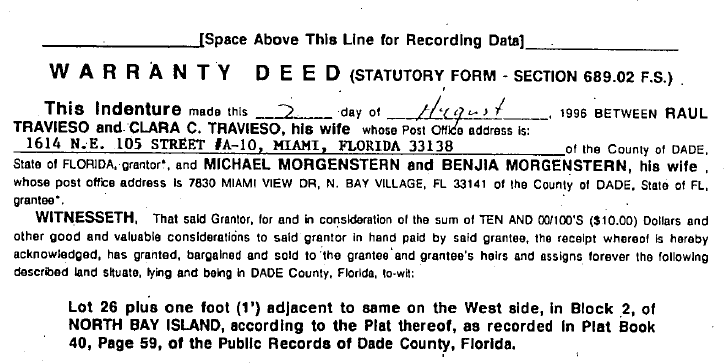 [Space Above This Line for Recording Data]
WARRANTY DEED (STATUTORY FORM - SECTION 689.02 F.S.)
This Indenture made this 2 day of August, 1996 BETWEEN RAUL
TRAVIESO and CLARA C. TRAVIESO, his wife whose Post Office address is:
1614 N.E. 105 STREET #A-10, MIAMI, FLORIDA 33138 of the County of DADE,
State of FLORIDA, grantor*, and MICHAEL MORGENSTERN and BENJIA MORGENSTERN, his wife,
whose post office address is 7830 MIAMI VIEW DR, N. BAY VILLAGE, FL 33141 of the County of DADE, State of FL,
grantee*.
WITNESSETH, That said Grantor, for and in consideration of the sum of TEN AND 00/100'S ($10.00) Dollars and
other good and valuable considerations to said grantor in hand paid by said grantee, the receipt whereof is hereby
acknowledged, has granted, bargained and sold to the grantee and grantee's heirs and assigns forever the following
described land situate, lying and being in DADE County, Florida, to-wit:
Lot 26 plus one foot (1') adjacent to same on the West side, in Block 2, of
NORTH BAY ISLAND, according to the Plat thereof, as recorded in Plat Book
40, Page 59, of the Public Records of Dade County, Florida.